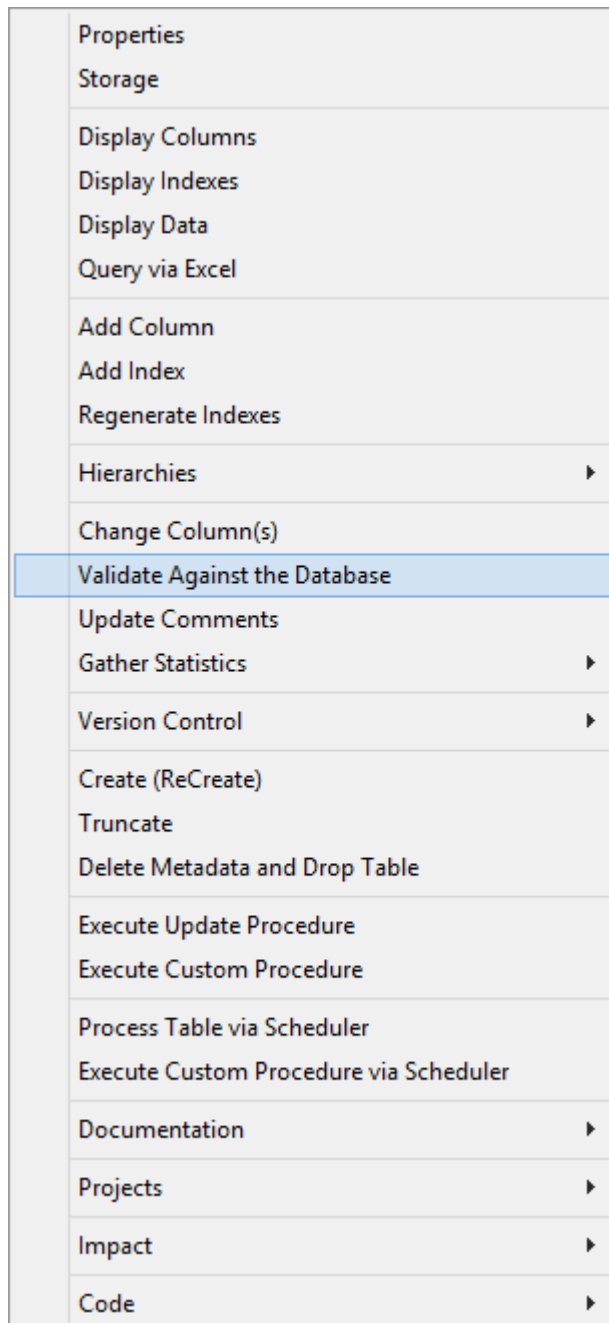 Properties
Storage
Display Columns
Display Indexes
Display Data
Query via Excel
Add Column
Add Index
Regenerate Indexes
Hierarchies
Change Column(s)
Validate Against the Database
Update Comments
Gather Statistics
Version Control
Create (ReCreate)
Truncate
Delete Metadata and Drop Table
Execute Update Procedure
Execute Custom Procedure
Process Table via Scheduler
Execute Custom Procedure via Scheduler
Documentation
Projects
Impact
Code